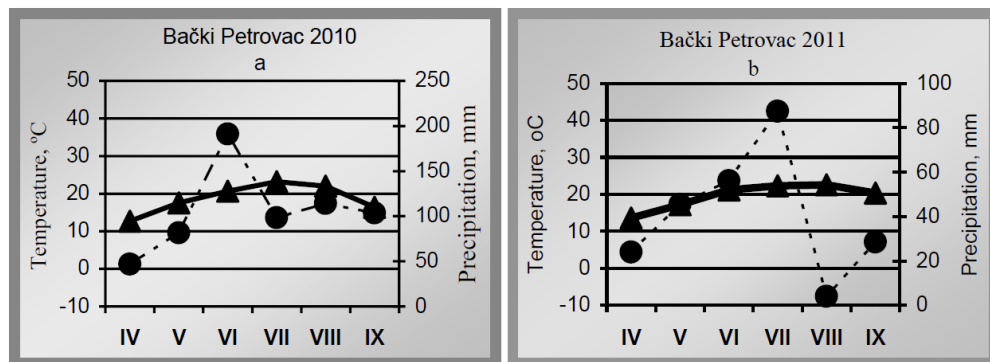 Bački Petrovac 2010
a
Temperature, ºC
50
40
30
20
10
0
-10
250
200
150
100
50
0
Precipitation, mm
IV V VI VII VIII IX
Bački Petrovac 2011
b
Temperature, oC
50
40
30
20
10
0
-10
100
80
60
40
20
0
Precipitation, mm
IV V VI VII VIII IX